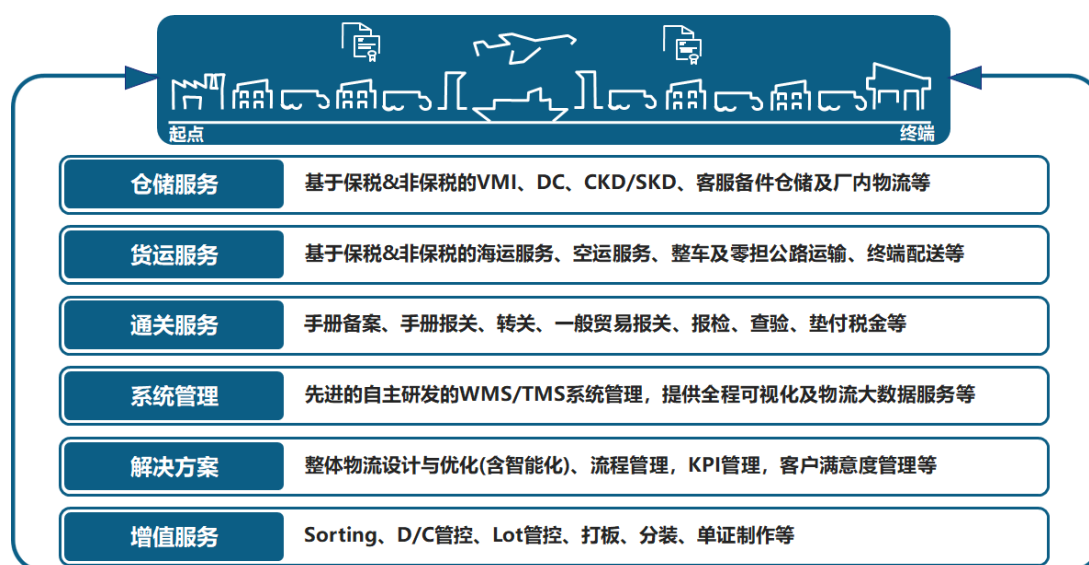 起点
终端
仓储服务
基于保税&非保税的VMI、DC、CKD/SKD、客服备件仓储及厂内物流等
货运服务
基于保税&非保税的海运服务、空运服务、整车及零担公路运输、终端配送等
通关服务
手册备案、手册报关、转关、一般贸易报关、报检、查验、垫付税金等
系统管理
先进的自主研发的WMS/TMS系统管理，提供全程可视化及物流大数据服务等
解决方案
整体物流设计与优化(含智能化)、流程管理，KPI管理，客户满意度管理等
增值服务
Sorting、D/C管控、Lot管控、打板、分装、单证制作等